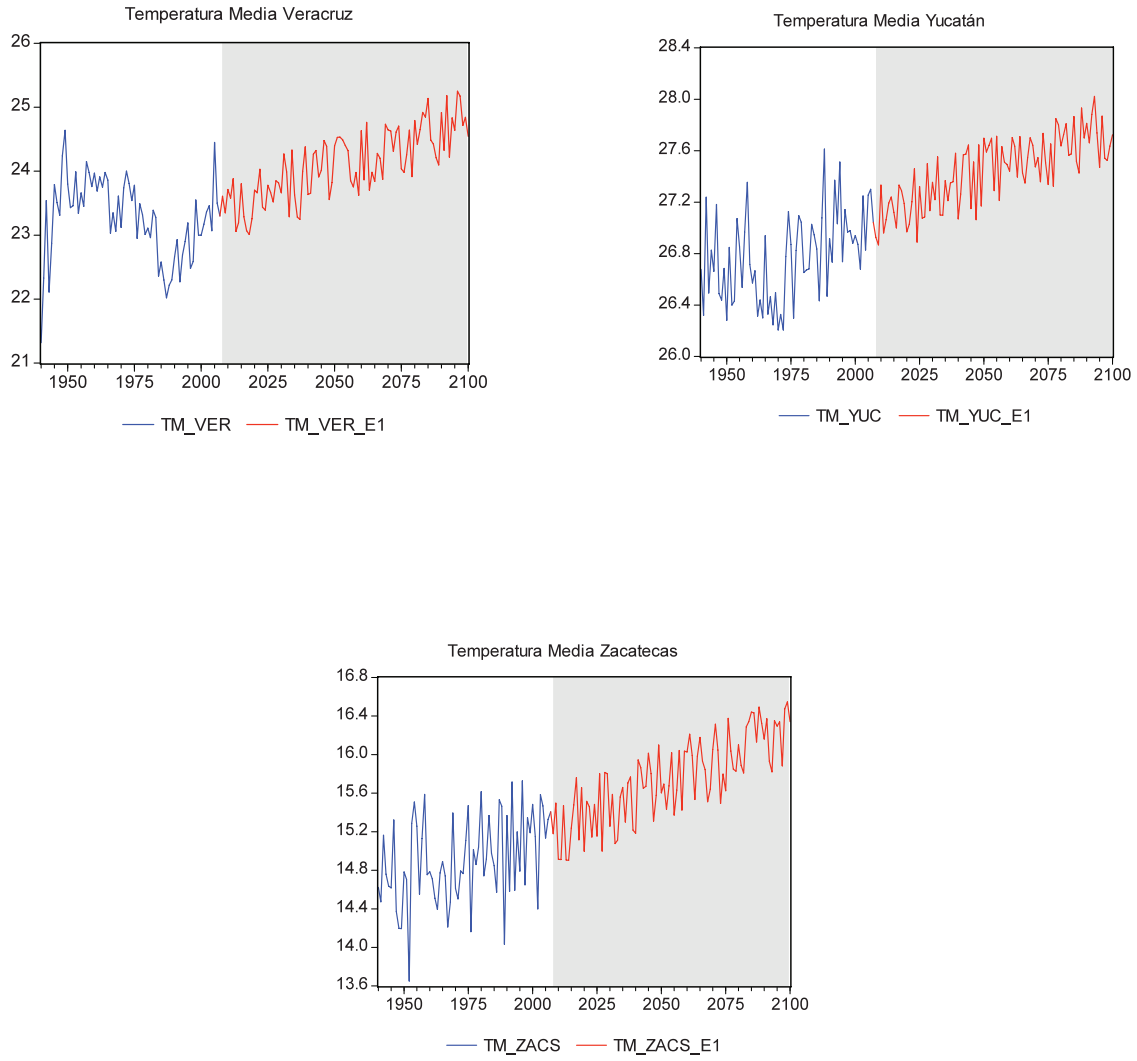 Temperatura Media Veracruz
26
25
24
23
22
21
1950 1975 2000 2025 2050 2075 2100
TM_VER TM_VER_E1
Temperatura Media Yucatán
28.4
28.0
27.6
27.2
26.8
26.4
26.0
1950 1975 2000 2025 2050 2075 2100
TM_YUC TM_YUC_E1
Temperatura Media Zacatecas
16.8
16.4
16.0
15.6
15.2
14.8
14.4
14.0
13.6
1950 1975 2000 2025 2050 2075 2100
TM_ZACS TM_ZACS_E1